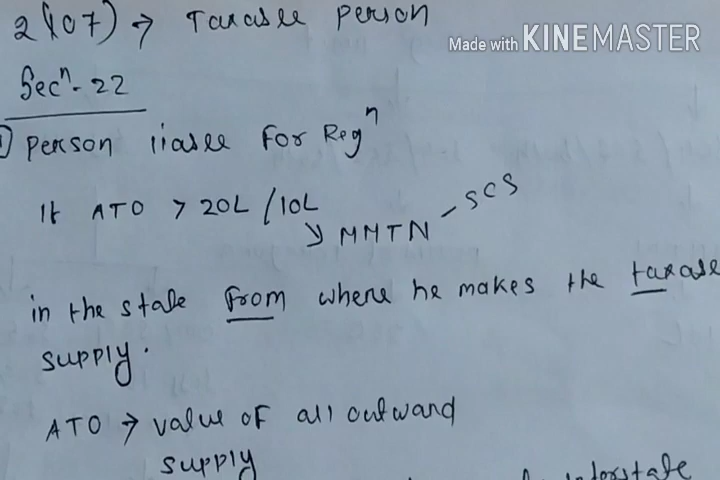 2(107) → Taxable person
Made with KINEMASTER
Secⁿ-22
1) person liable for Regⁿ
If ATO > 20L / 10L
↘ MMTN - SCS
in the state from where he makes the taxable
supply.
ATO → value of all outward
supply
interstate